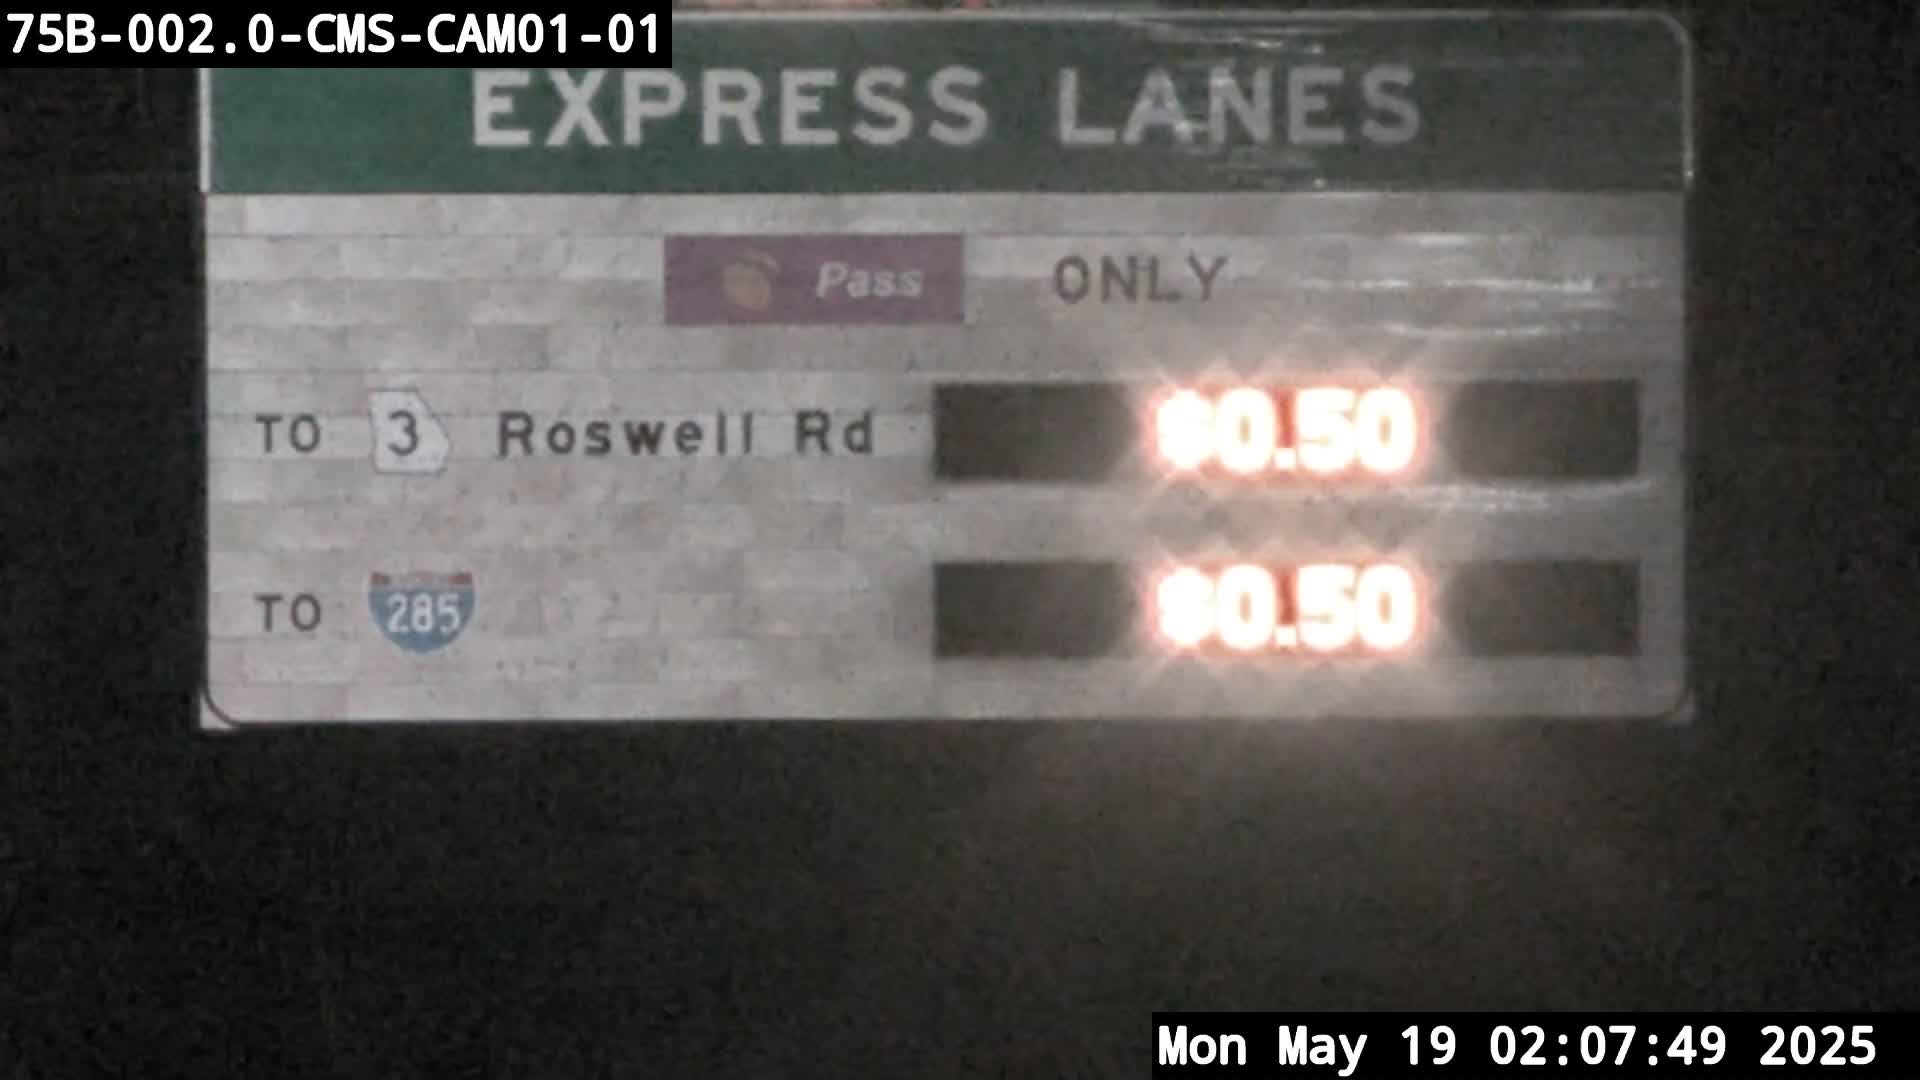 75B-002.0-CMS-CAM01-01
EXPRESS LANES
Pass ONLY
TO 3 Roswell Rd $0.50
TO 285 $0.50
Mon May 19 02:07:49 2025